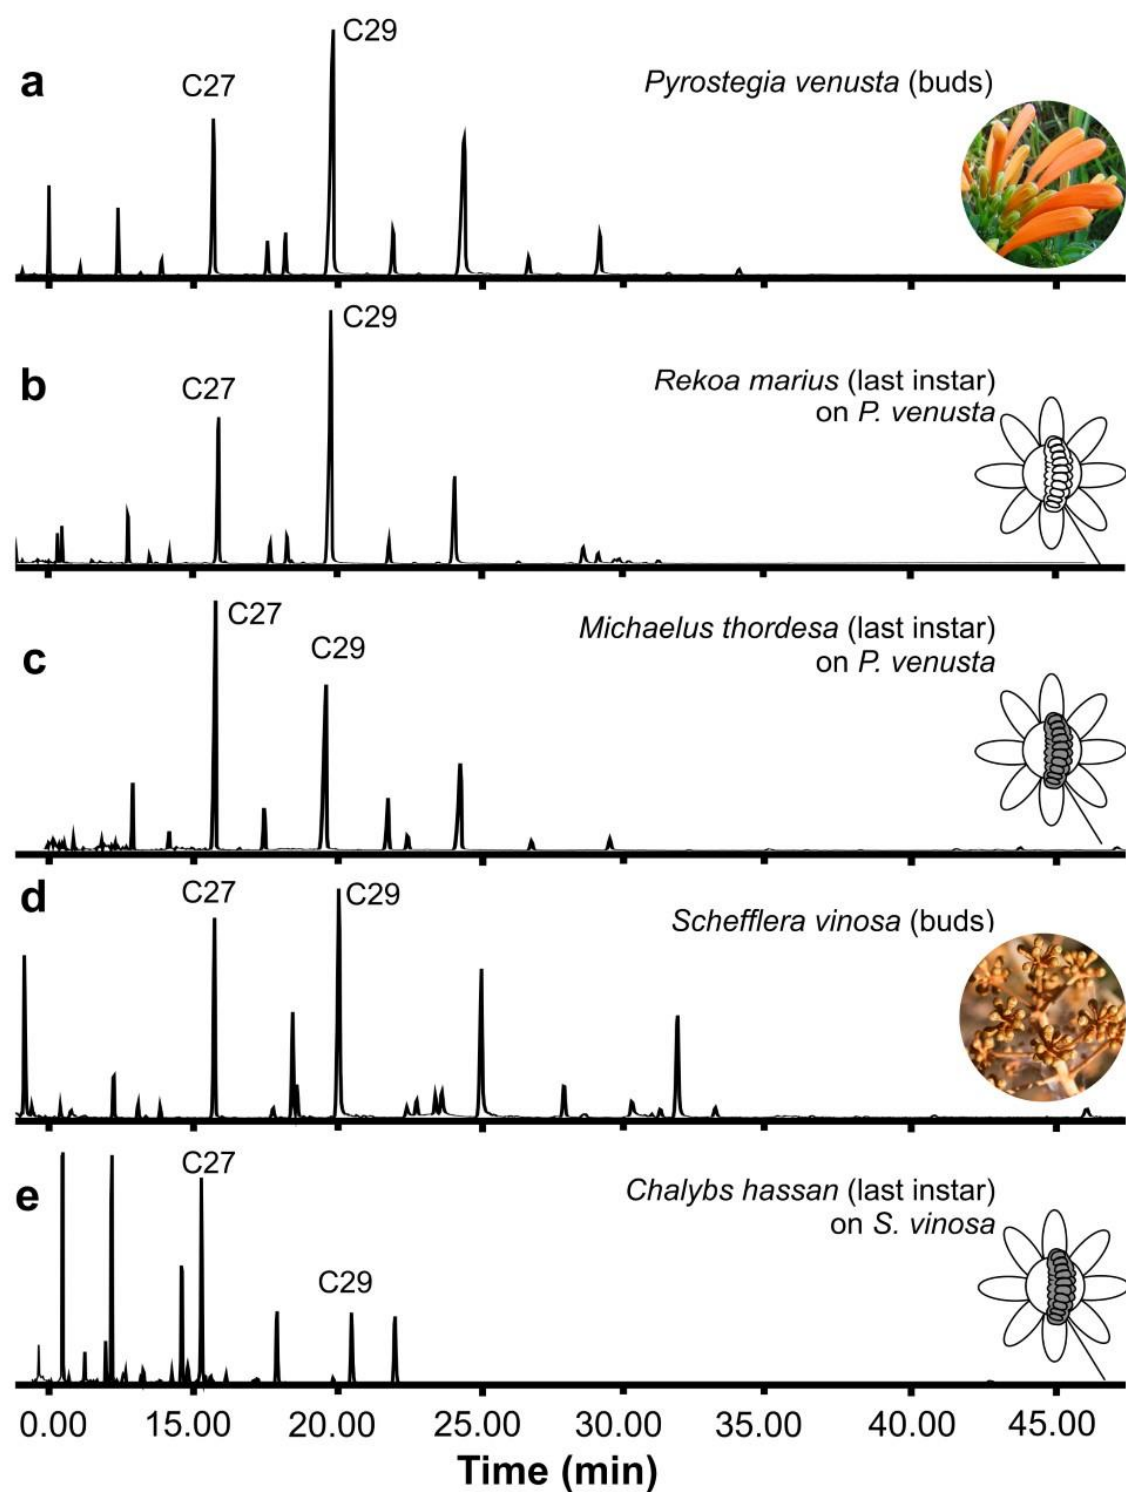 C29
a
Pyrostegia venusta (buds)
C27
C29
b
Rekoa marius (last instar)
C27
on P. venusta
C27
Michaelus thordesa (last instar)
C29
c
on P. venusta
d
C27
C29
Schefflera vinosa (buds)
C27
e
Chalybs hassan (last instar)
on S. vinosa
C29
0.00 15.00 20.00 25.00 30.00 35.00 40.00 45.00
Time (min)